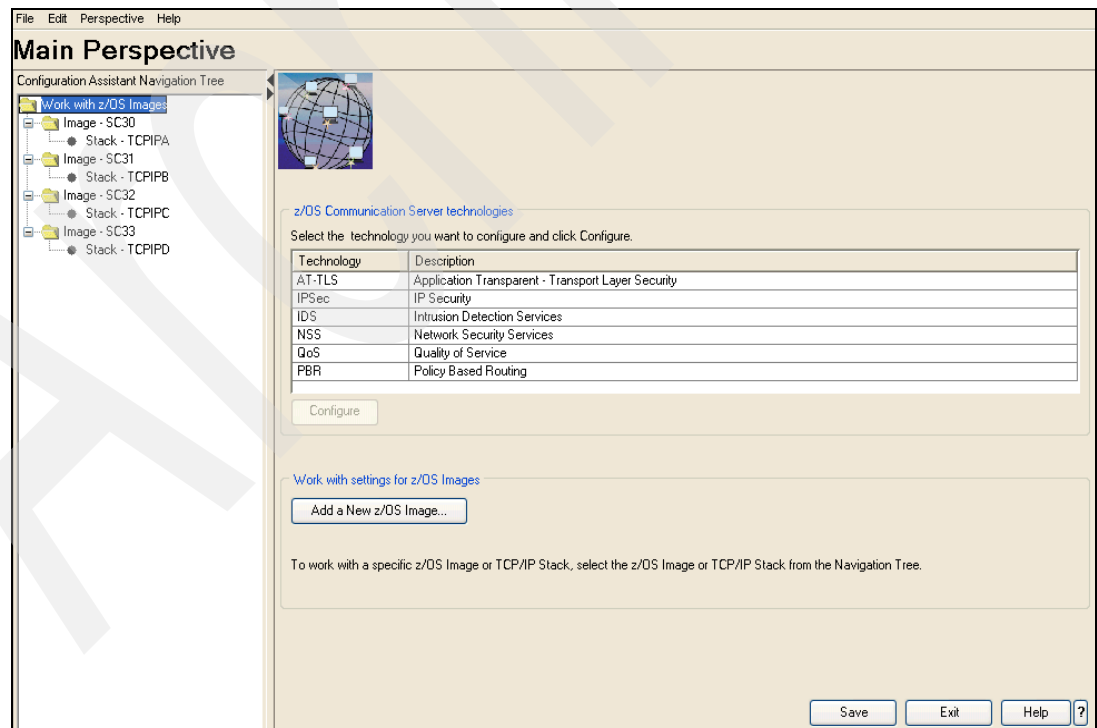 File Edit Perspective Help
Main Perspective
Configuration Assistant Navigation Tree
Work with z/OS Images
Image - SC30
Stack - TCPIPA
Image - SC31
Stack - TCPIPB
Image - SC32
Stack - TCPIPC
Image - SC33
Stack - TCPIPD
z/OS Communication Server technologies
Select the technology you want to configure and click Configure.
Technology Description
AT-TLS Application Transparent - Transport Layer Security
IPSec IP Security
IDS Intrusion Detection Services
NSS Network Security Services
QoS Quality of Service
PBR Policy Based Routing
Configure
Work with settings for z/OS Images
Add a New z/OS Image...
To work with a specific z/OS Image or TCP/IP Stack, select the z/OS Image or TCP/IP Stack from the Navigation Tree.
Save Exit Help ?